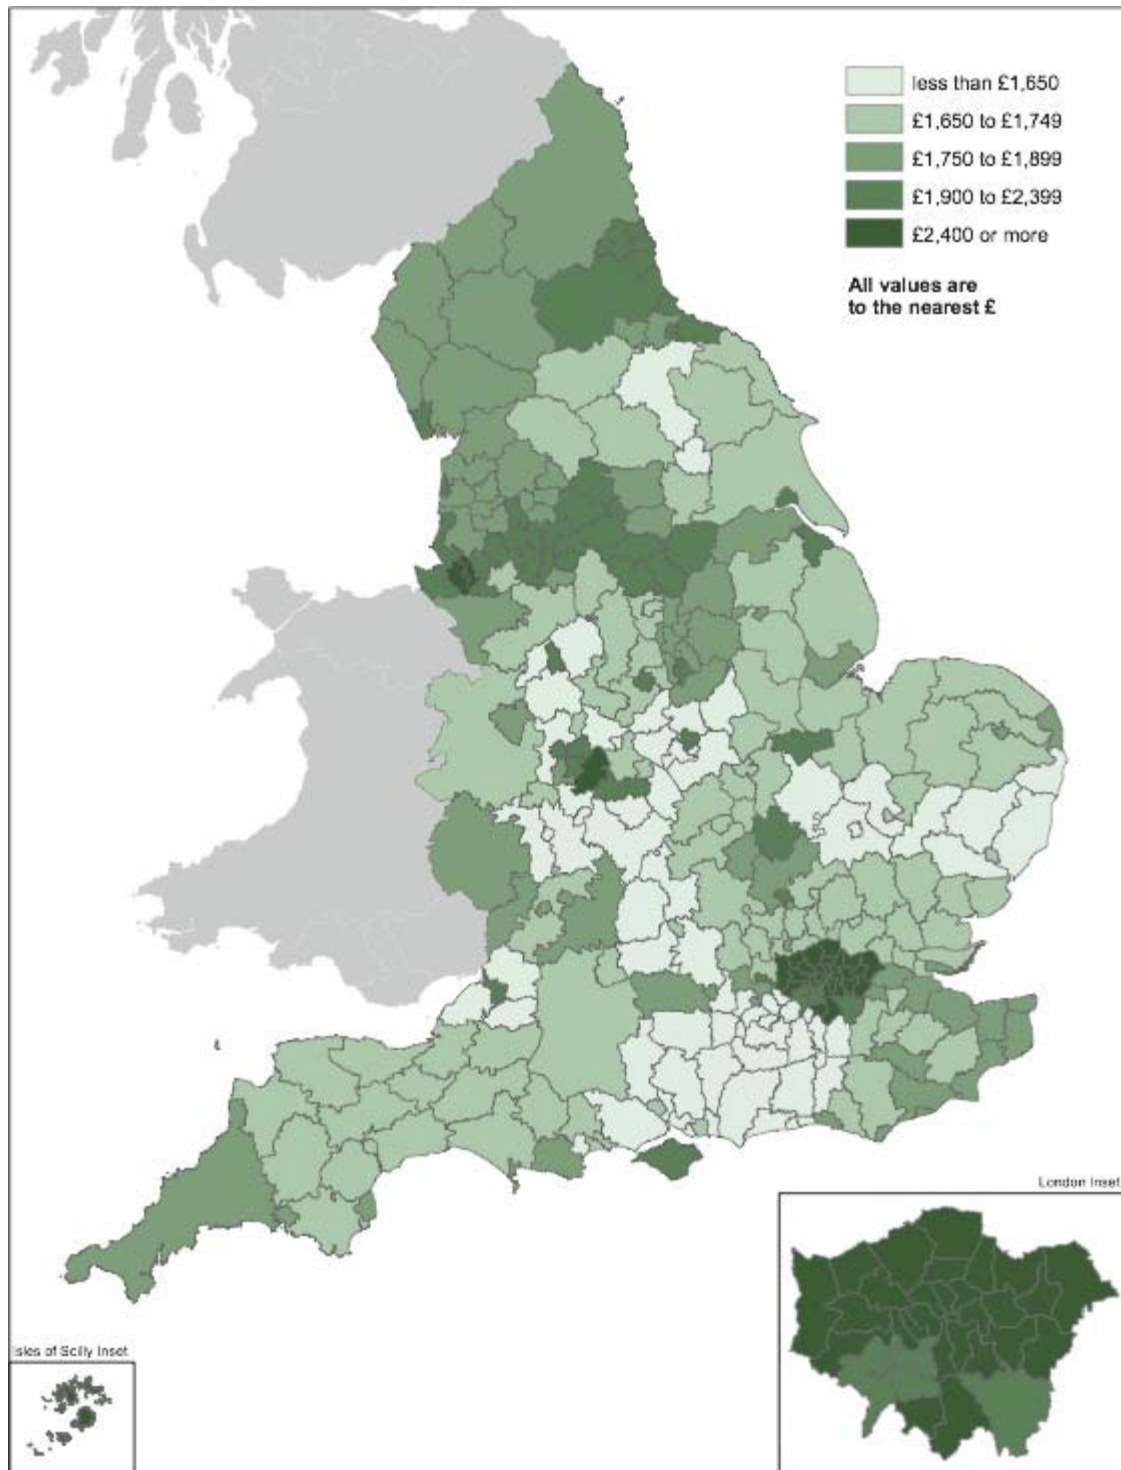 less than £1,650
£1,650 to £1,749
£1,750 to £1,899
£1,900 to £2,399
£2,400 or more
All values are
to the nearest £
London Inset
Isles of Scilly Inset